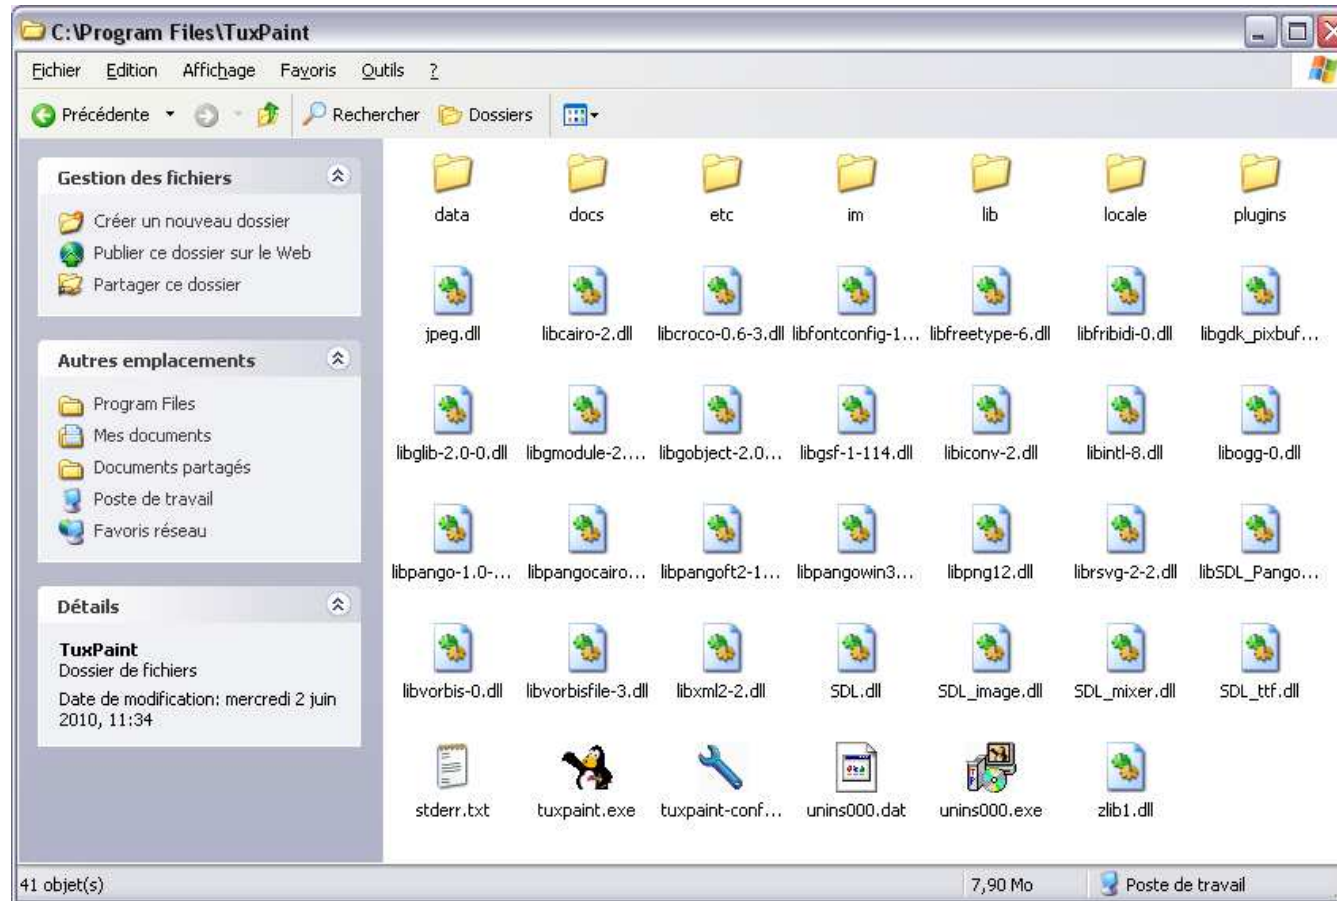 C:\Program Files\TuxPaint
Fichier Edition Affichage Favoris Outils ?
Précédente Rechercher Dossiers
Gestion des fichiers
Créer un nouveau dossier
Publier ce dossier sur le Web
Partager ce dossier
Autres emplacements
Program Files
Mes documents
Documents partagés
Poste de travail
Favoris réseau
Détails
TuxPaint
Dossier de fichiers
Date de modification: mercredi 2 juin
2010, 11:34
data docs etc im lib locale plugins
jpeg.dll libcairo-2.dll libcroco-0.6-3.dll libfontconfig-1... libfreetype-6.dll libfribidi-0.dll libgdk_pixbuf...
libglib-2.0-0.dll libgmodule-2.... libgobject-2.0... libgsf-1-114.dll libiconv-2.dll libintl-8.dll libogg-0.dll
libpango-1.0-... libpangocairo... libpangoft2-1... libpangowin3... libpng12.dll librsvg-2-2.dll libSDL_Pango...
libvorbis-0.dll libvorbisfile-3.dll libxml2-2.dll SDL.dll SDL_image.dll SDL_mixer.dll SDL_ttf.dll
stderr.txt tuxpaint.exe tuxpaint-conf... unins000.dat unins000.exe zlib1.dll
41 objet(s) 7,90 Mo Poste de travail